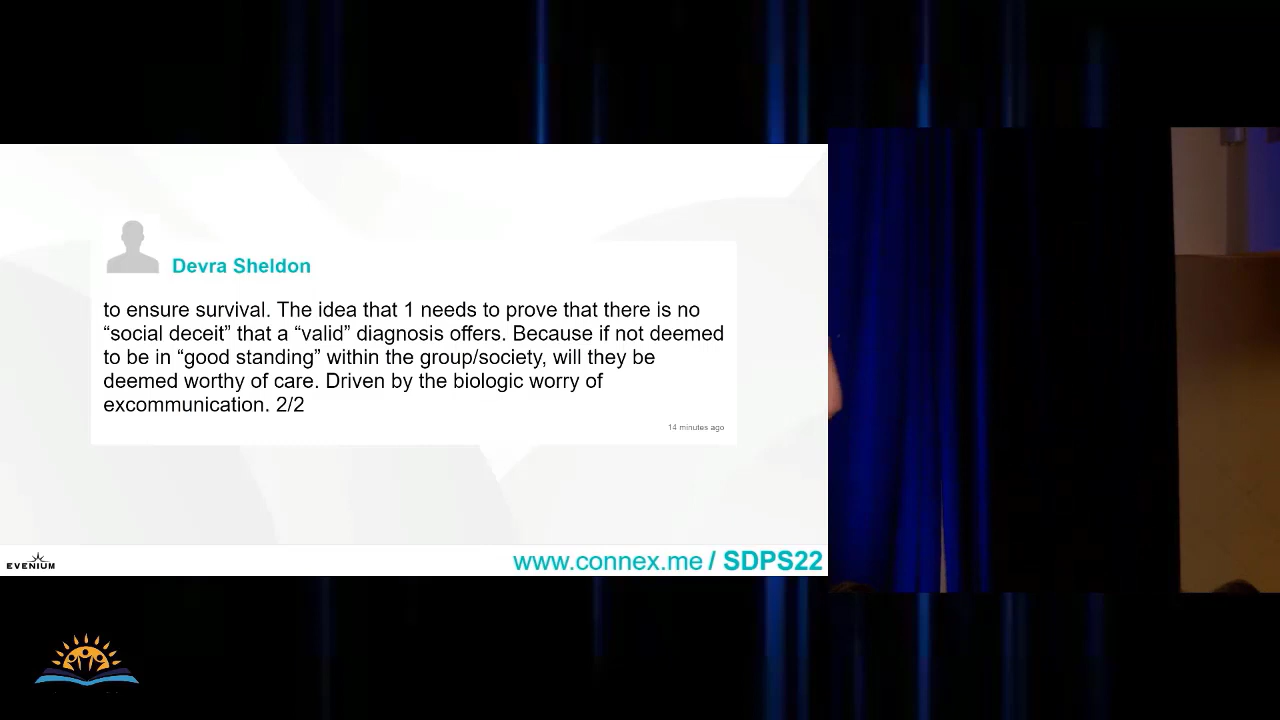 Devra Sheldon
to ensure survival. The idea that 1 needs to prove that there is no
“social deceit” that a “valid” diagnosis offers. Because if not deemed
to be in “good standing” within the group/society, will they be
deemed worthy of care. Driven by the biologic worry of
excommunication. 2/2
14 minutes ago
EVENIUM
www.connex.me / SDPS22